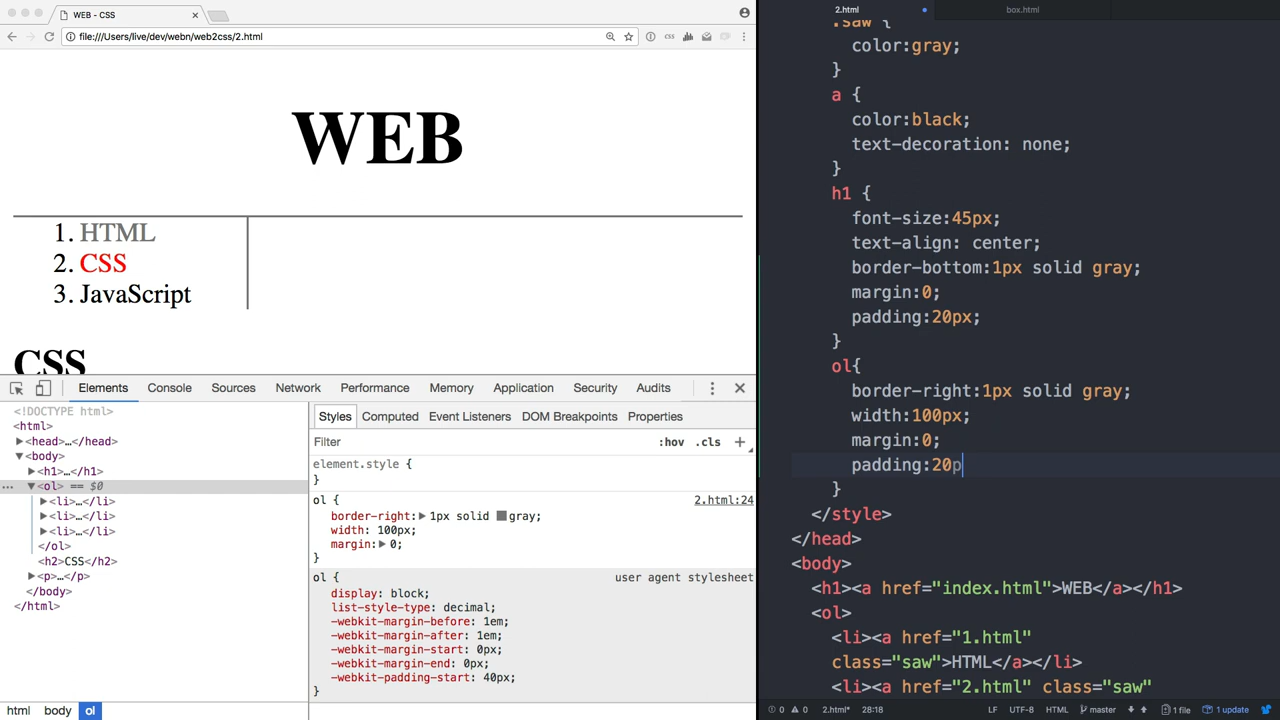 WEB - CSS
file:///Users/live/dev/webn/web2css/2.html
WEB
1. HTML
2. CSS
3. JavaScript
CSS
Elements Console Sources Network Performance Memory Application Security Audits
<!DOCTYPE html>
<html>
<head>…</head>
<body>
<h1>…</h1>
<ol> == $0
<li>…</li>
<li>…</li>
<li>…</li>
</ol>
<h2>CSS</h2>
<p>…</p>
</body>
</html>
html body ol
Styles Computed Event Listeners DOM Breakpoints Properties
Filter :hov .cls +
element.style {
}
ol { 2.html:24
border-right: 1px solid gray;
width: 100px;
margin: 0;
}
ol { user agent stylesheet
display: block;
list-style-type: decimal;
-webkit-margin-before: 1em;
-webkit-margin-after: 1em;
-webkit-margin-start: 0px;
-webkit-margin-end: 0px;
-webkit-padding-start: 40px;
}
2.html box.html
.saw {
color:gray;
}
a {
color:black;
text-decoration: none;
}
h1 {
font-size:45px;
text-align: center;
border-bottom:1px solid gray;
margin:0;
padding:20px;
}
ol{
border-right:1px solid gray;
width:100px;
margin:0;
padding:20p
}
</style>
</head>
<body>
<h1><a href="index.html">WEB</a></h1>
<ol>
<li><a href="1.html"
class="saw">HTML</a></li>
<li><a href="2.html" class="saw"
0 0 2.html* 28:18 LF UTF-8 HTML master 1 file 1 update